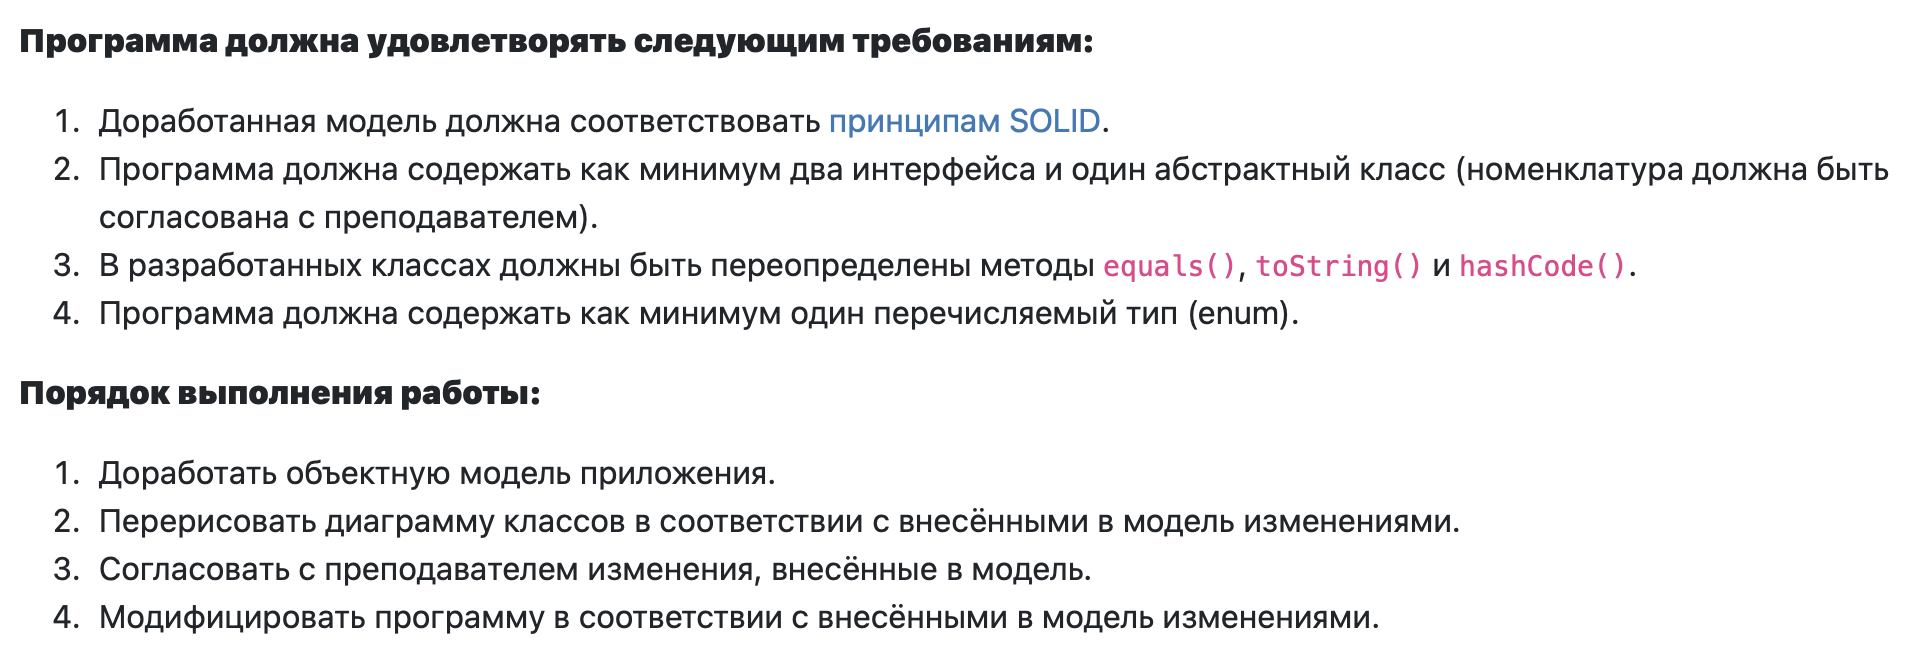 Программа должна удовлетворять следующим требованиям:
1. Доработанная модель должна соответствовать принципам SOLID.
2. Программа должна содержать как минимум два интерфейса и один абстрактный класс (номенклатура должна быть
согласована с преподавателем).
3. В разработанных классах должны быть переопределены методы equals(), toString() и hashCode().
4. Программа должна содержать как минимум один перечисляемый тип (enum).
Порядок выполнения работы:
1. Доработать объектную модель приложения.
2. Перерисовать диаграмму классов в соответствии с внесёнными в модель изменениями.
3. Согласовать с преподавателем изменения, внесённые в модель.
4. Модифицировать программу в соответствии с внесёнными в модель изменениями.